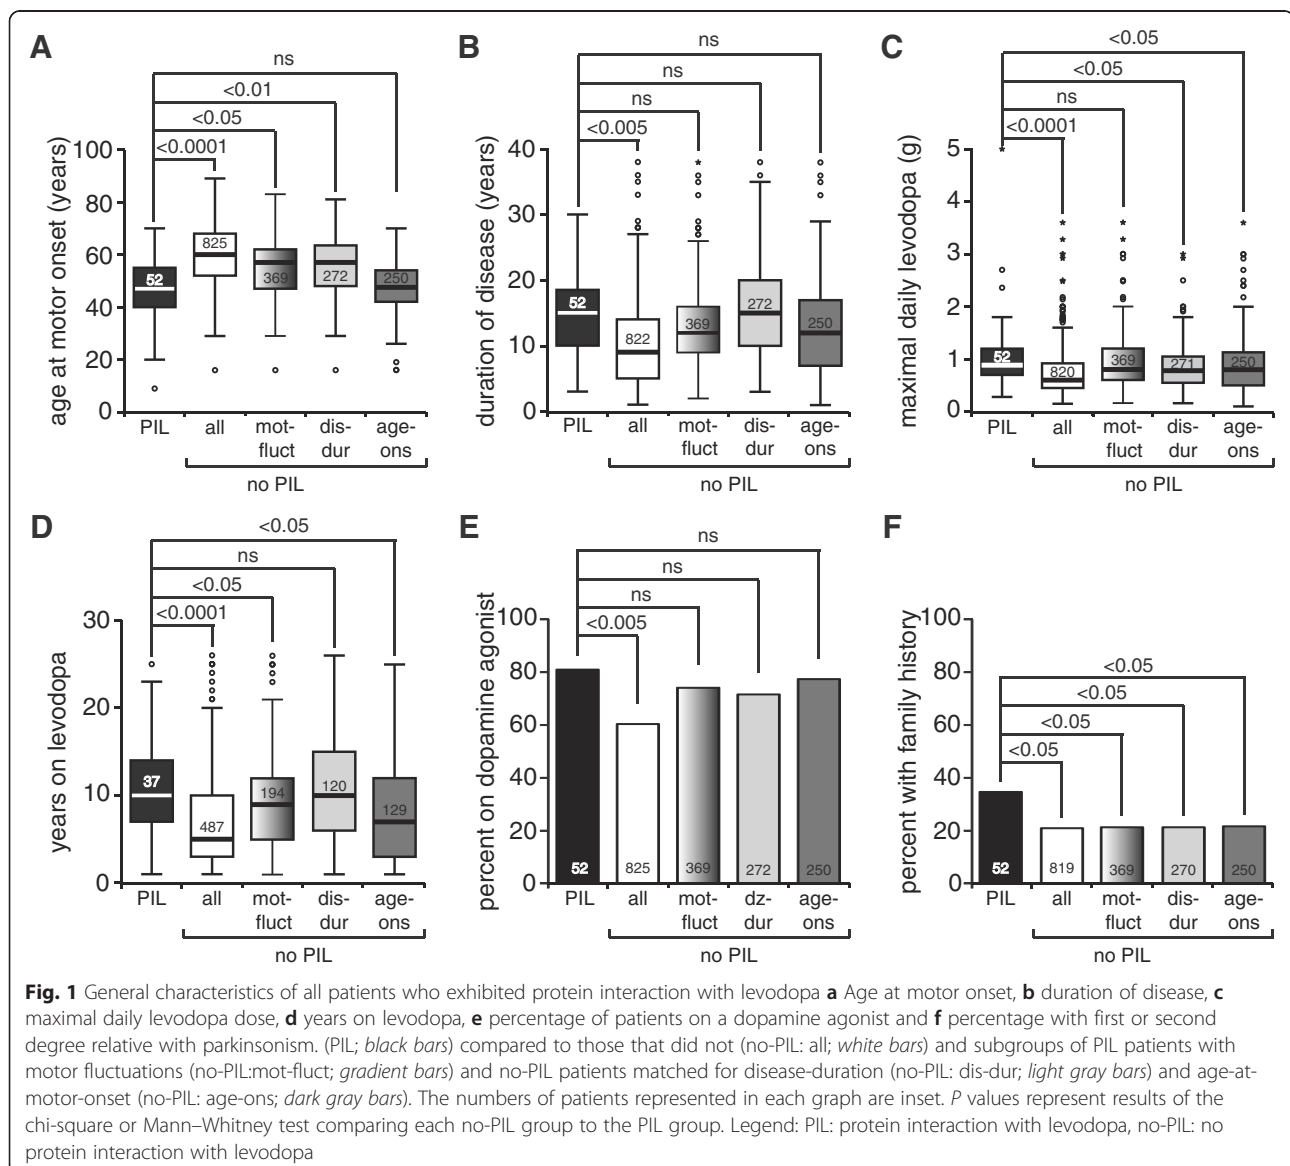 A
ns
<0.01
<0.05
<0.0001
age at motor onset (years)
100
80
60
40
20
0
52
825
369
272
250
PIL all mot-fluct dis-dur age-ons
no PIL
B
ns
ns
ns
<0.005
duration of disease (years)
40
30
20
10
0
52
822
369
272
250
PIL all mot-fluct dis-dur age-ons
no PIL
C
<0.05
<0.05
ns
<0.0001
maximal daily levodopa (g)
5
4
3
2
1
0
52
820
369
271
250
PIL all mot-fluct dis-dur age-ons
no PIL
D
<0.05
ns
<0.05
<0.0001
years on levodopa
30
20
10
0
37
487
194
120
129
PIL all mot-fluct dis-dur age-ons
no PIL
E
ns
ns
ns
<0.005
percent on dopamine agonist
100
80
60
40
20
0
52
825
369
272
250
PIL all mot-fluct dz-dur age-ons
no PIL
F
<0.05
<0.05
<0.05
<0.05
percent with family history
100
80
60
40
20
0
52
819
369
270
250
PIL all mot-fluct dis-dur age-ons
no PIL
Fig. 1 General characteristics of all patients who exhibited protein interaction with levodopa a Age at motor onset, b duration of disease, c
maximal daily levodopa dose, d years on levodopa, e percentage of patients on a dopamine agonist and f percentage with first or second
degree relative with parkinsonism. (PIL; black bars) compared to those that did not (no-PIL: all; white bars) and subgroups of PIL patients with
motor fluctuations (no-PIL:mot-fluct; gradient bars) and no-PIL patients matched for disease-duration (no-PIL: dis-dur; light gray bars) and age-at-
motor-onset (no-PIL: age-ons; dark gray bars). The numbers of patients represented in each graph are inset. P values represent results of the
chi-square or Mann–Whitney test comparing each no-PIL group to the PIL group. Legend: PIL: protein interaction with levodopa, no-PIL: no
protein interaction with levodopa